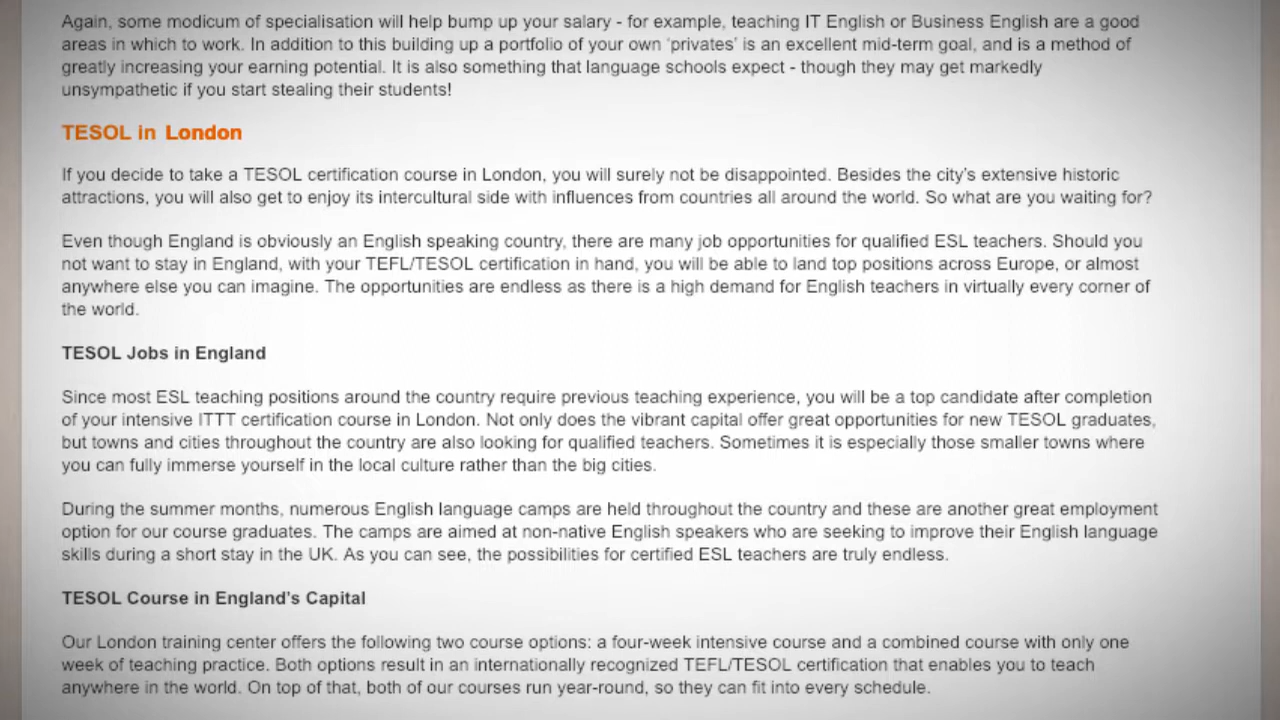 Again, some modicum of specialisation will help bump up your salary - for example, teaching IT English or Business English are a good
areas in which to work. In addition to this building up a portfolio of your own ‘privates’ is an excellent mid-term goal, and is a method of
greatly increasing your earning potential. It is also something that language schools expect - though they may get markedly
unsympathetic if you start stealing their students!
TESOL in London
If you decide to take a TESOL certification course in London, you will surely not be disappointed. Besides the city’s extensive historic
attractions, you will also get to enjoy its intercultural side with influences from countries all around the world. So what are you waiting for?
Even though England is obviously an English speaking country, there are many job opportunities for qualified ESL teachers. Should you
not want to stay in England, with your TEFL/TESOL certification in hand, you will be able to land top positions across Europe, or almost
anywhere else you can imagine. The opportunities are endless as there is a high demand for English teachers in virtually every corner of
the world.
TESOL Jobs in England
Since most ESL teaching positions around the country require previous teaching experience, you will be a top candidate after completion
of your intensive ITTT certification course in London. Not only does the vibrant capital offer great opportunities for new TESOL graduates,
but towns and cities throughout the country are also looking for qualified teachers. Sometimes it is especially those smaller towns where
you can fully immerse yourself in the local culture rather than the big cities.
During the summer months, numerous English language camps are held throughout the country and these are another great employment
option for our course graduates. The camps are aimed at non-native English speakers who are seeking to improve their English language
skills during a short stay in the UK. As you can see, the possibilities for certified ESL teachers are truly endless.
TESOL Course in England’s Capital
Our London training center offers the following two course options: a four-week intensive course and a combined course with only one
week of teaching practice. Both options result in an internationally recognized TEFL/TESOL certification that enables you to teach
anywhere in the world. On top of that, both of our courses run year-round, so they can fit into every schedule.